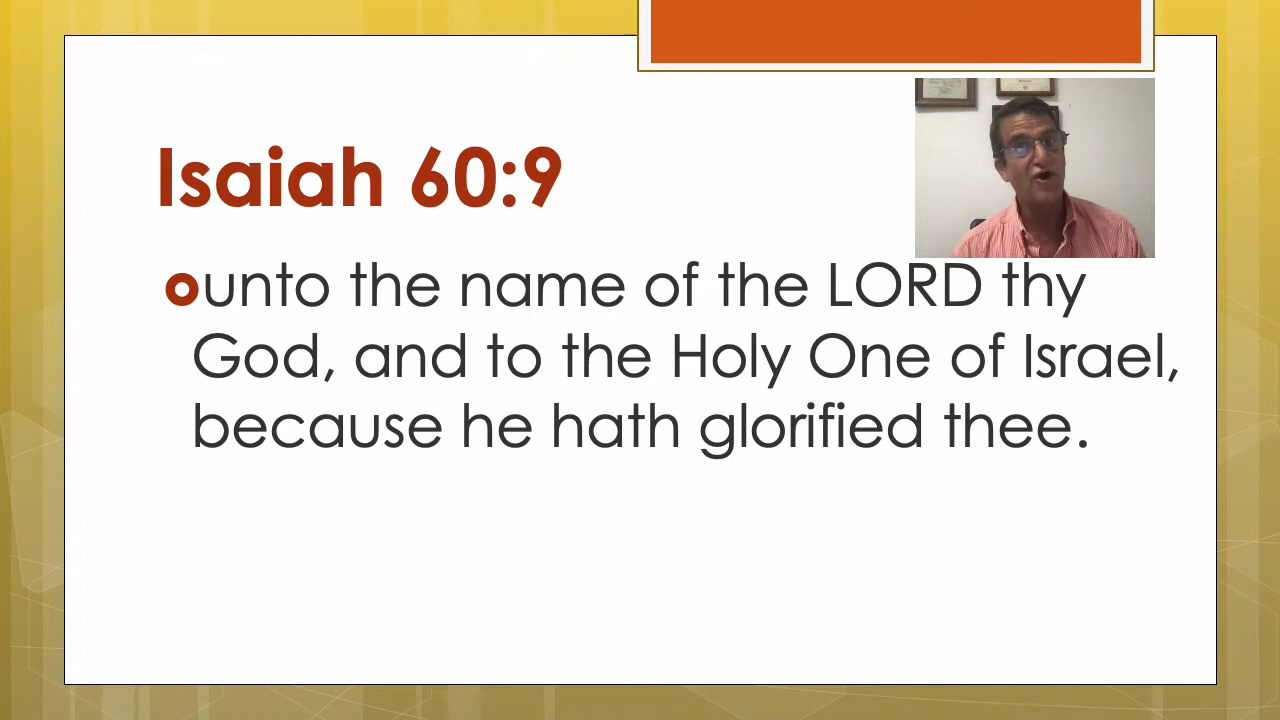 Isaiah 60:9
unto the name of the LORD thy
God, and to the Holy One of Israel,
because he hath glorified thee.